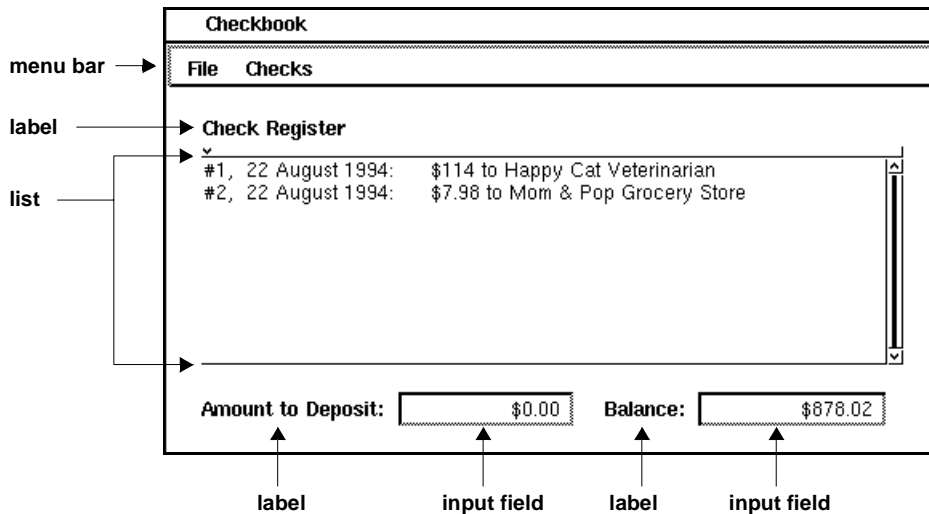 Checkbook
menu bar
File Checks
label
Check Register
list
#1, 22 August 1994: $114 to Happy Cat Veterinarian
#2, 22 August 1994: $7.98 to Mom & Pop Grocery Store
Amount to Deposit: $0.00 Balance: $878.02
label input field label input field